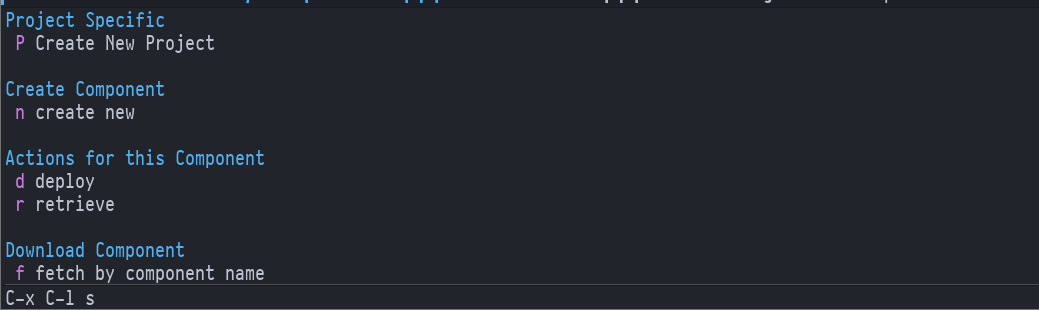 Project Specific
P Create New Project
Create Component
n create new
Actions for this Component
d deploy
r retrieve
Download Component
f fetch by component name
C-x C-l s